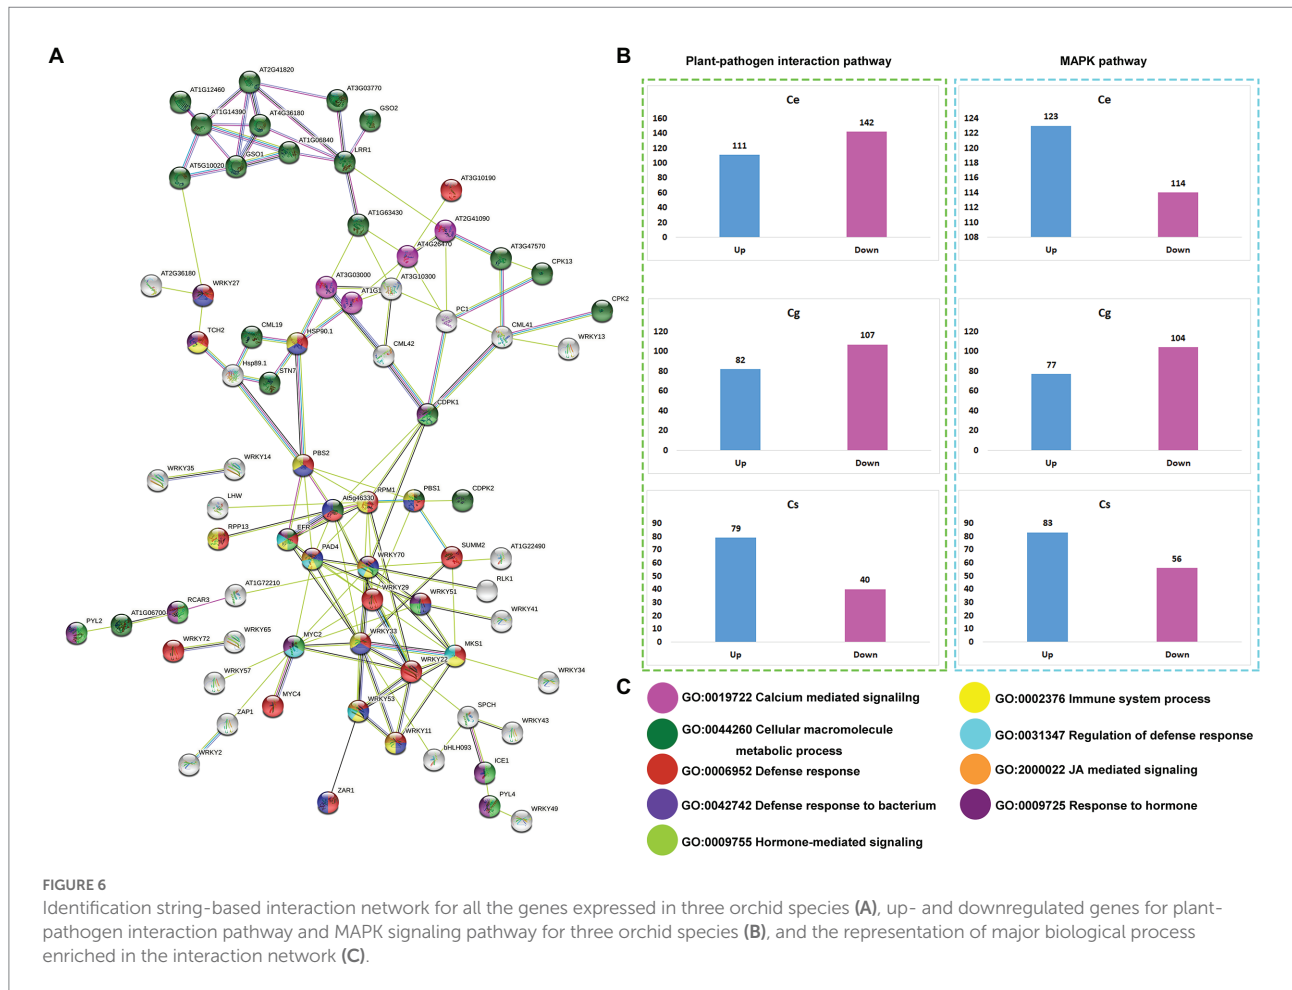 A
AT2G41820
AT1G12460
AT3G03770
AT1G14390
AT4G36180
GSO2
AT1G06840
GSO1
LRR1
AT5G10020
AT3G10190
AT1G63430
AT2G41090
AT4G26470
AT3G47570
CPK13
AT2G36180
AT3G03000
AT3G10300
WRKY27
AT1G1
CPK2
PC1
TCH2
CML19
HSP90.1
CML41
WRKY13
Hsp89.1
CML42
STN7
CDPK1
WRKY14
PBS2
WRKY35
LHW
At5g46330
RPM1
PBS1
CDPK2
RPP13
EFR
PAD4
SUMM2
AT1G22490
WRKY70
AT1G72210
RLK1
RCAR3
WRKY29
WRKY51
AT1G06700
WRKY41
PYL2
WRKY65
WRKY72
MYC2
WRKY33
MKS1
WRKY22
WRKY57
WRKY34
MYC4
WRKY53
ZAP1
SPCH
WRKY43
WRKY11
WRKY2
bHLH093
ICE1
ZAR1
PYL4
WRKY49
B
Plant-pathogen interaction pathway
MAPK pathway
Ce
160
140
120
100
80
60
40
20
0
111
142
Up
Down
Ce
124
122
120
118
116
114
112
110
108
123
114
Up
Down
Cg
120
100
80
60
40
20
0
82
107
Up
Down
Cg
120
100
80
60
40
20
0
77
104
Up
Down
Cs
90
80
70
60
50
40
30
20
10
0
79
40
Up
Down
Cs
90
80
70
60
50
40
30
20
10
0
83
56
Up
Down
C
GO:0019722 Calcium mediated signalilng
GO:0044260 Cellular macromolecule
metabolic process
GO:0006952 Defense response
GO:0042742 Defense response to bacterium
GO:0009755 Hormone-mediated signaling
GO:0002376 Immune system process
GO:0031347 Regulation of defense response
GO:2000022 JA mediated signaling
GO:0009725 Response to hormone
FIGURE 6
Identification string-based interaction network for all the genes expressed in three orchid species (A), up- and downregulated genes for plant-
pathogen interaction pathway and MAPK signaling pathway for three orchid species (B), and the representation of major biological process
enriched in the interaction network (C).